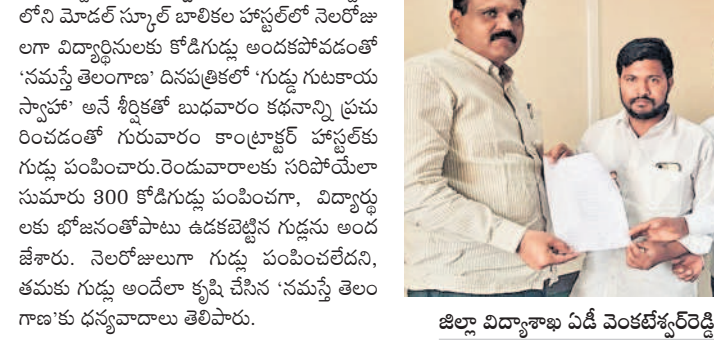 లోని మోడల్ స్కూల్ బాలికల హాస్టల్‌లో నెలరోజు
లగా విద్యార్థినులకు కోడిగుడ్లు అందకపోవడంతో
‘నమస్తే తెలంగాణ’ దినపత్రికలో ‘గుడ్డు గుటకాయ
స్వాహా’ అనే శీర్షికతో బుధవారం కథనాన్ని ప్రచు
రించడంతో గురువారం కాంట్రాక్టర్ హాస్టల్‌కు
గుడ్లు పంపించారు.రెండువారాలకు సరిపోయేలా
సుమారు 300 కోడిగుడ్లు పంపించగా, విద్యార్థు
లకు భోజనంతోపాటు ఉడకబెట్టిన గుడ్లను అంద
జేశారు. నెలరోజులుగా గుడ్లు పంపించలేదని,
తమకు గుడ్లు అందేలా కృషి చేసిన ‘నమస్తే తెలం
గాణ’కు ధన్యవాదాలు తెలిపారు.
జిల్లా విద్యాశాఖ ఏడీ వెంకటేశ్వర్‌రెడ్డి